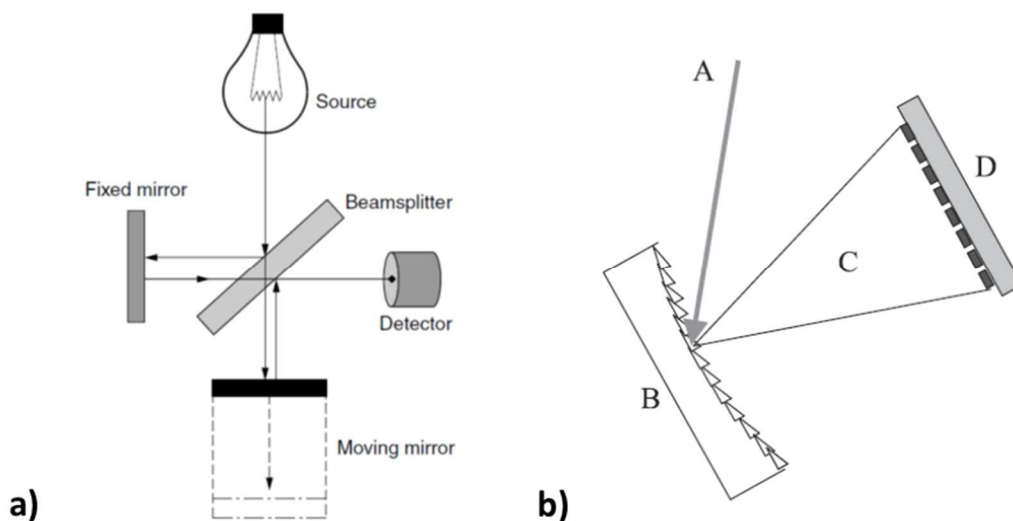 Source
Fixed mirror
Beamsplitter
Detector
Moving mirror
a)
A
D
C
B
b)